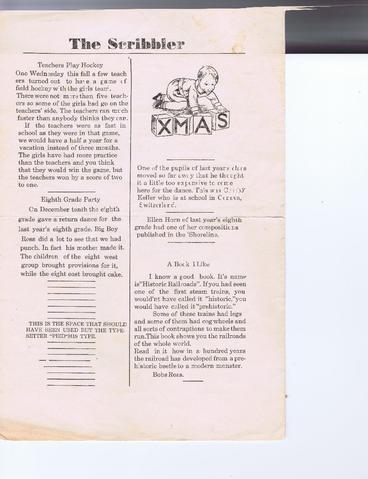 The Scribbler
Teachers Play Hockey
One Wednesday this fall a few teach
ers turned out to have a game of
field hockey with the girls team.
There were not more than five teach-
ers so some of the girls had go on the
teachers' side. The teachers ran much
faster than anybody thinks they can.
If the teachers were as fast in
school as they were in that game,
we would have a half year for a
vacation instead of three months.
The girls have had more practice
than the teachers and you think
that they would win the game, but
the teachers won by a score of two
to one.
Eighth Grade Party
On December tenth the eighth
grade gave a return dance for the
last year's eighth grade. Big Boy
Ross did a lot to see that we had
punch. In fact his mother made it.
The children of the eight west
group brought provisions for it,
while the eight east brought cake.
THIS IS THE SPACE THAT SHOULD
HAVE BEEN USED BUT THE TYPE-
SETTER "PIED" HIS TYPE.
XMAS
One of the pupils of last years class
moved so far away that he thought
it a little too expensive to come
here for the dance. This was
Keller who is at school in Geneva,
Switzerland.
Ellen Horn of last year's eighth
grade had one of her compositions
published in the 'Shoreline.
A Book I Like
I know a good book. It's name
is "Historic Railroads". If you had seen
one of the first steam trains, you
would'nt have called it "historic," you
would have called it "prehistoric."
Some of these trains had legs
and some of them had cog wheels and
all sorts of contraptions to make them
run. This book shows you the railroads
of the whole world.
Read in it how in a hundred years
the railroad has developed from a pre-
historic beetle to a modern monster.
Bobs Ross.